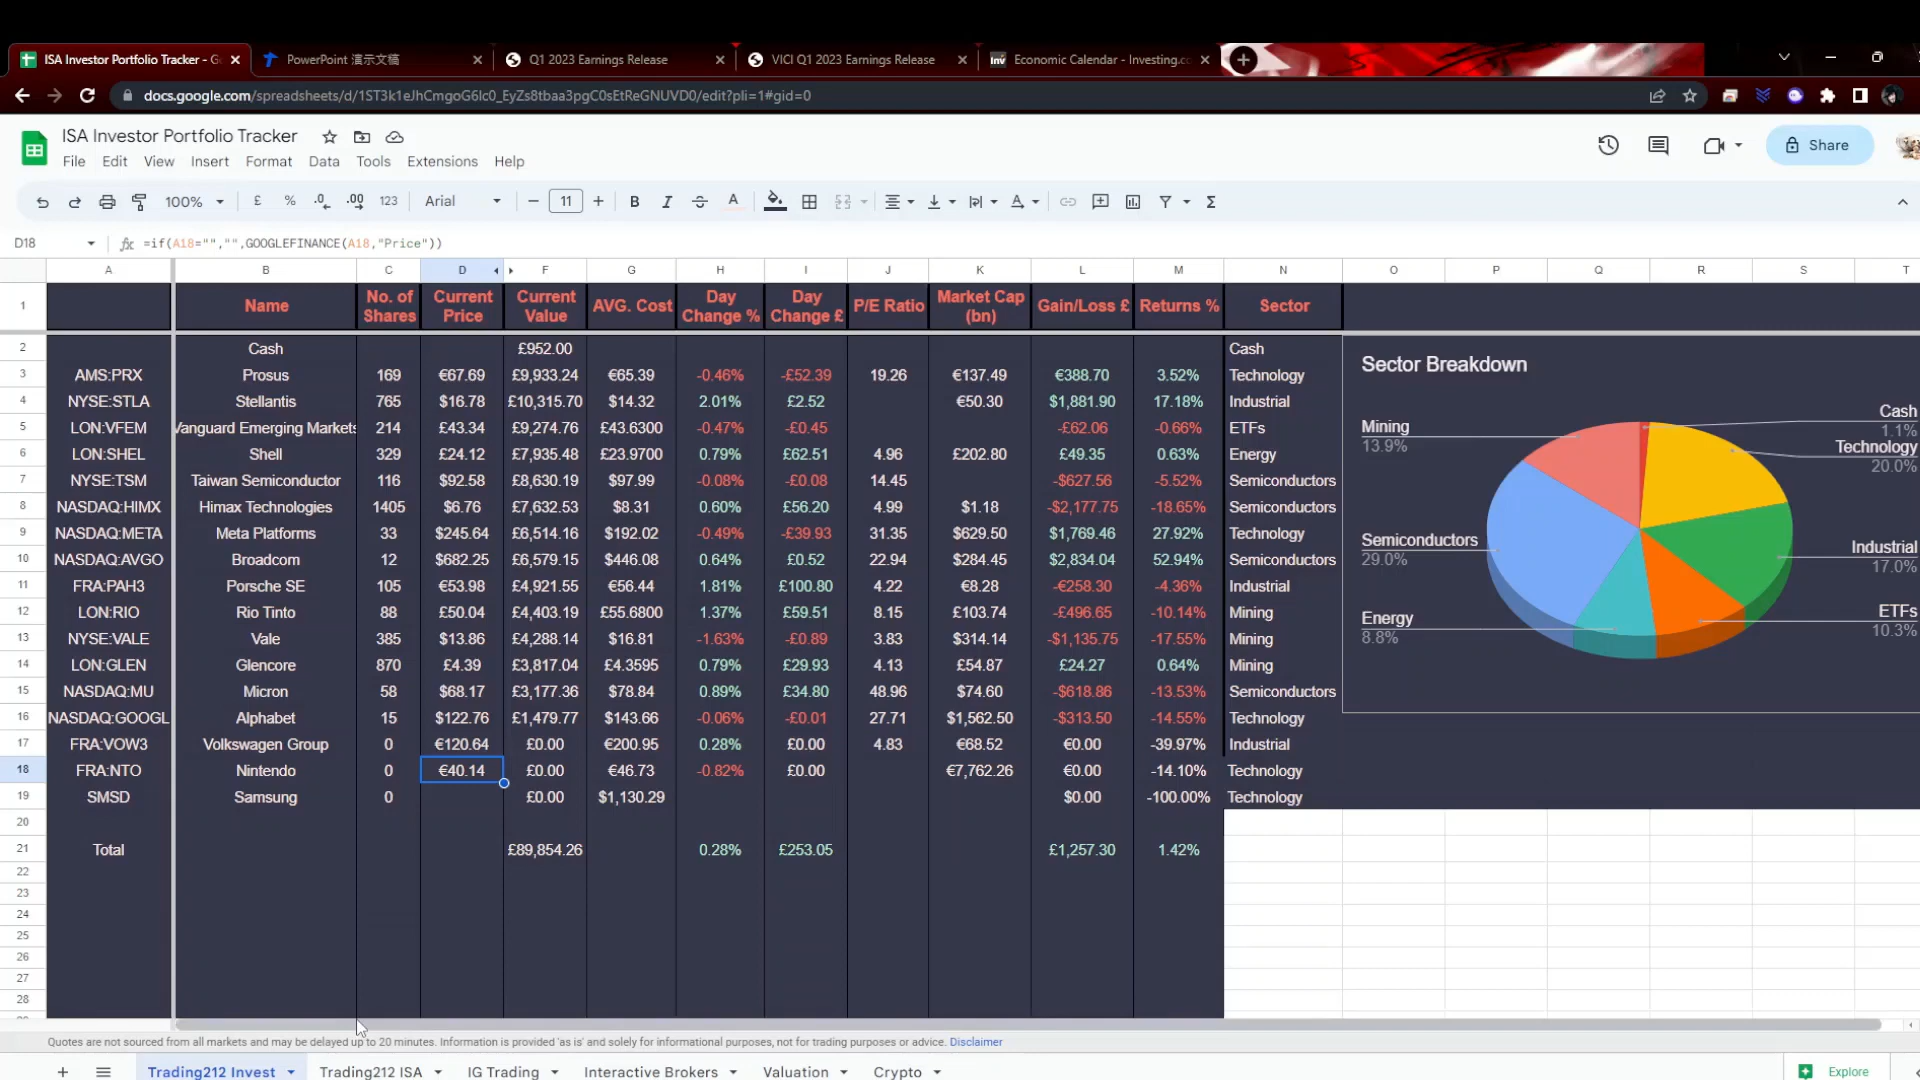 ISA Investor Portfolio Tracker - G
PowerPoint 演示文稿
Q1 2023 Earnings Release
VICI Q1 2023 Earnings Release
Economic Calendar - Investing.c
docs.google.com/spreadsheets/d/1ST3k1eJhCmgoG6lc0_EyZs8tbaa3pgC0sEtReGNUVD0/edit?pli=1#gid=0
ISA Investor Portfolio Tracker
File Edit View Insert Format Data Tools Extensions Help
Share
100% £ % .0 .00 123 Arial 11
D18 fx =if(A18="","",GOOGLEFINANCE(A18,"Price"))
A B C D F G H I J K L M N O P Q R S T
1 Name No. of Shares Current Price Current Value AVG. Cost Day Change % Day Change £ P/E Ratio Market Cap (bn) Gain/Loss £ Returns % Sector
2 Cash £952.00 Cash
3 AMS:PRX Prosus 169 €67.69 £9,933.24 €65.39 -0.46% -£52.39 19.26 €137.49 €388.70 3.52% Technology
4 NYSE:STLA Stellantis 765 $16.78 £10,315.70 $14.32 2.01% £2.52 €50.30 $1,881.90 17.18% Industrial
5 LON:VFEM Vanguard Emerging Markets 214 £43.34 £9,274.76 £43.6300 -0.47% -£0.45 -£62.06 -0.66% ETFs
6 LON:SHEL Shell 329 £24.12 £7,935.48 £23.9700 0.79% £62.51 4.96 £202.80 £49.35 0.63% Energy
7 NYSE:TSM Taiwan Semiconductor 116 $92.58 £8,630.19 $97.99 -0.08% -£0.08 14.45 -$627.56 -5.52% Semiconductors
8 NASDAQ:HIMX Himax Technologies 1405 $6.76 £7,632.53 $8.31 0.60% £56.20 4.99 $1.18 -$2,177.75 -18.65% Semiconductors
9 NASDAQ:META Meta Platforms 33 $245.64 £6,514.16 $192.02 -0.49% -£39.93 31.35 $629.50 $1,769.46 27.92% Technology
10 NASDAQ:AVGO Broadcom 12 $682.25 £6,579.15 $446.08 0.64% £0.52 22.94 $284.45 $2,834.04 52.94% Semiconductors
11 FRA:PAH3 Porsche SE 105 €53.98 £4,921.55 €56.44 1.81% £100.80 4.22 €8.28 -€258.30 -4.36% Industrial
12 LON:RIO Rio Tinto 88 £50.04 £4,403.19 £55.6800 1.37% £59.51 8.15 £103.74 -£496.65 -10.14% Mining
13 NYSE:VALE Vale 385 $13.86 £4,288.14 $16.81 -1.63% -£0.89 3.83 $314.14 -$1,135.75 -17.55% Mining
14 LON:GLEN Glencore 870 £4.39 £3,817.04 £4.3595 0.79% £29.93 4.13 £54.87 £24.27 0.64% Mining
15 NASDAQ:MU Micron 58 $68.17 £3,177.36 $78.84 0.89% £34.80 48.96 $74.60 -$618.86 -13.53% Semiconductors
16 NASDAQ:GOOGL Alphabet 15 $122.76 £1,479.77 $143.66 -0.06% -£0.01 27.71 $1,562.50 -$313.50 -14.55% Technology
17 FRA:VOW3 Volkswagen Group 0 €120.64 £0.00 €200.95 0.28% £0.00 4.83 €68.52 €0.00 -39.97% Industrial
18 FRA:NTO Nintendo 0 €40.14 £0.00 €46.73 -0.82% £0.00 €7,762.26 €0.00 -14.10% Technology
19 SMSD Samsung 0 £0.00 $1,130.29 $0.00 -100.00% Technology
20
21 Total £89,854.26 0.28% £253.05 £1,257.30 1.42%
22
23
24
25
26
27
28
Sector Breakdown
Cash
1.1%
Mining
13.9%
Technology
20.0%
Semiconductors
29.0%
Industrial
17.0%
ETFs
10.3%
Energy
8.8%
Quotes are not sourced from all markets and may be delayed up to 20 minutes. Information is provided 'as is' and solely for informational purposes, not for trading purposes or advice. Disclaimer
Trading212 Invest Trading212 ISA IG Trading Interactive Brokers Valuation Crypto Explore